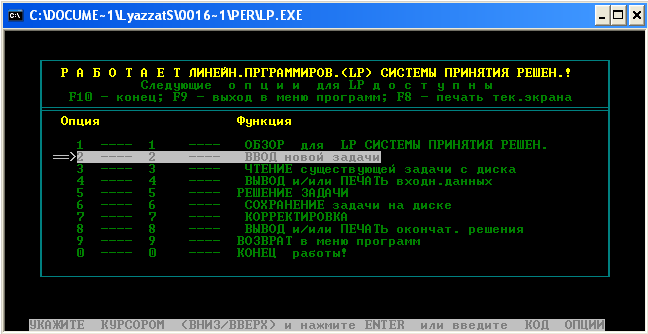 C:\DOCUME~1\LyazzatS\0016~1\PER\LP.EXE
Р А Б О Т А Е Т ЛИНЕЙН.ПРГРАММИРОВ.(LP) СИСТЕМЫ ПРИНЯТИЯ РЕШЕН.!
Следующие о п ц и и для LP д о с т у п н ы
F10 - конец; F9 - выход в меню программ; F8 - печать тек.экрана
Опция Функция
1 ---- 1 ---- ОБЗОР для LP СИСТЕМЫ ПРИНЯТИЯ РЕШЕН.
==>2 ---- 2 ---- ВВОД новой задачи
3 ---- 3 ---- ЧТЕНИЕ существующей задачи с диска
4 ---- 4 ---- ВЫВОД и/или ПЕЧАТЬ входн.данных
5 ---- 5 ---- РЕШЕНИЕ ЗАДАЧИ
6 ---- 6 ---- СОХРАНЕНИЕ задачи на диске
7 ---- 7 ---- КОРРЕКТИРОВКА
8 ---- 8 ---- ВЫВОД и/или ПЕЧАТЬ окончат. решения
9 ---- 9 ---- ВОЗВРАТ в меню программ
0 ---- 0 ---- КОНЕЦ работы!
УКАЖИТЕ КУРСОРОМ (ВНИЗ/ВВЕРХ) и нажмите ENTER или введите КОД ОПЦИИ